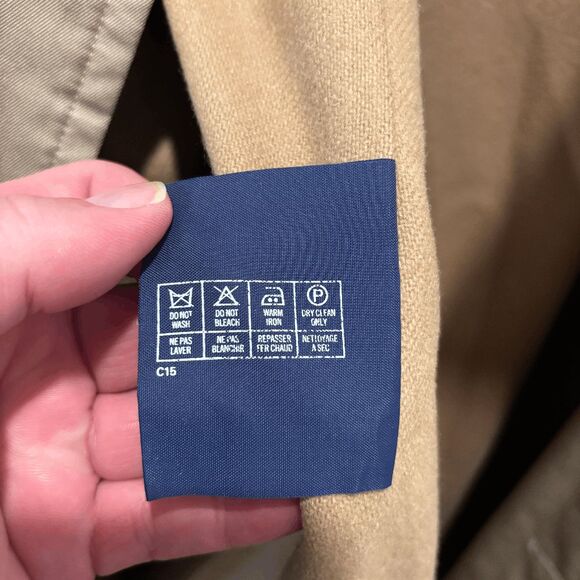 P
DO NOT WASH
DO NOT BLEACH
WARM IRON
DRY CLEAN ONLY
NE PAS LAVER
NE PAS BLANCHIR
REPASSER FER CHAUD
NETTOYAGE A SEC
C15